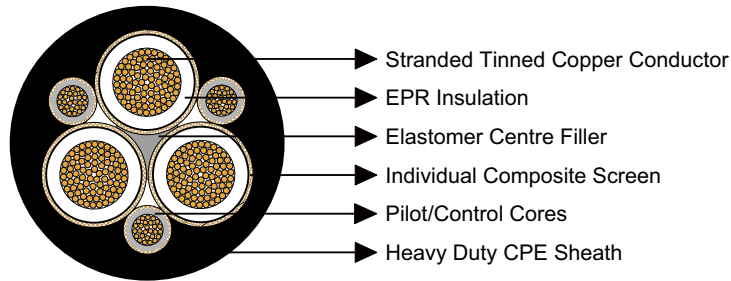 Stranded Tinned Copper Conductor
EPR Insulation
Elastomer Centre Filler
Individual Composite Screen
Pilot/Control Cores
Heavy Duty CPE Sheath